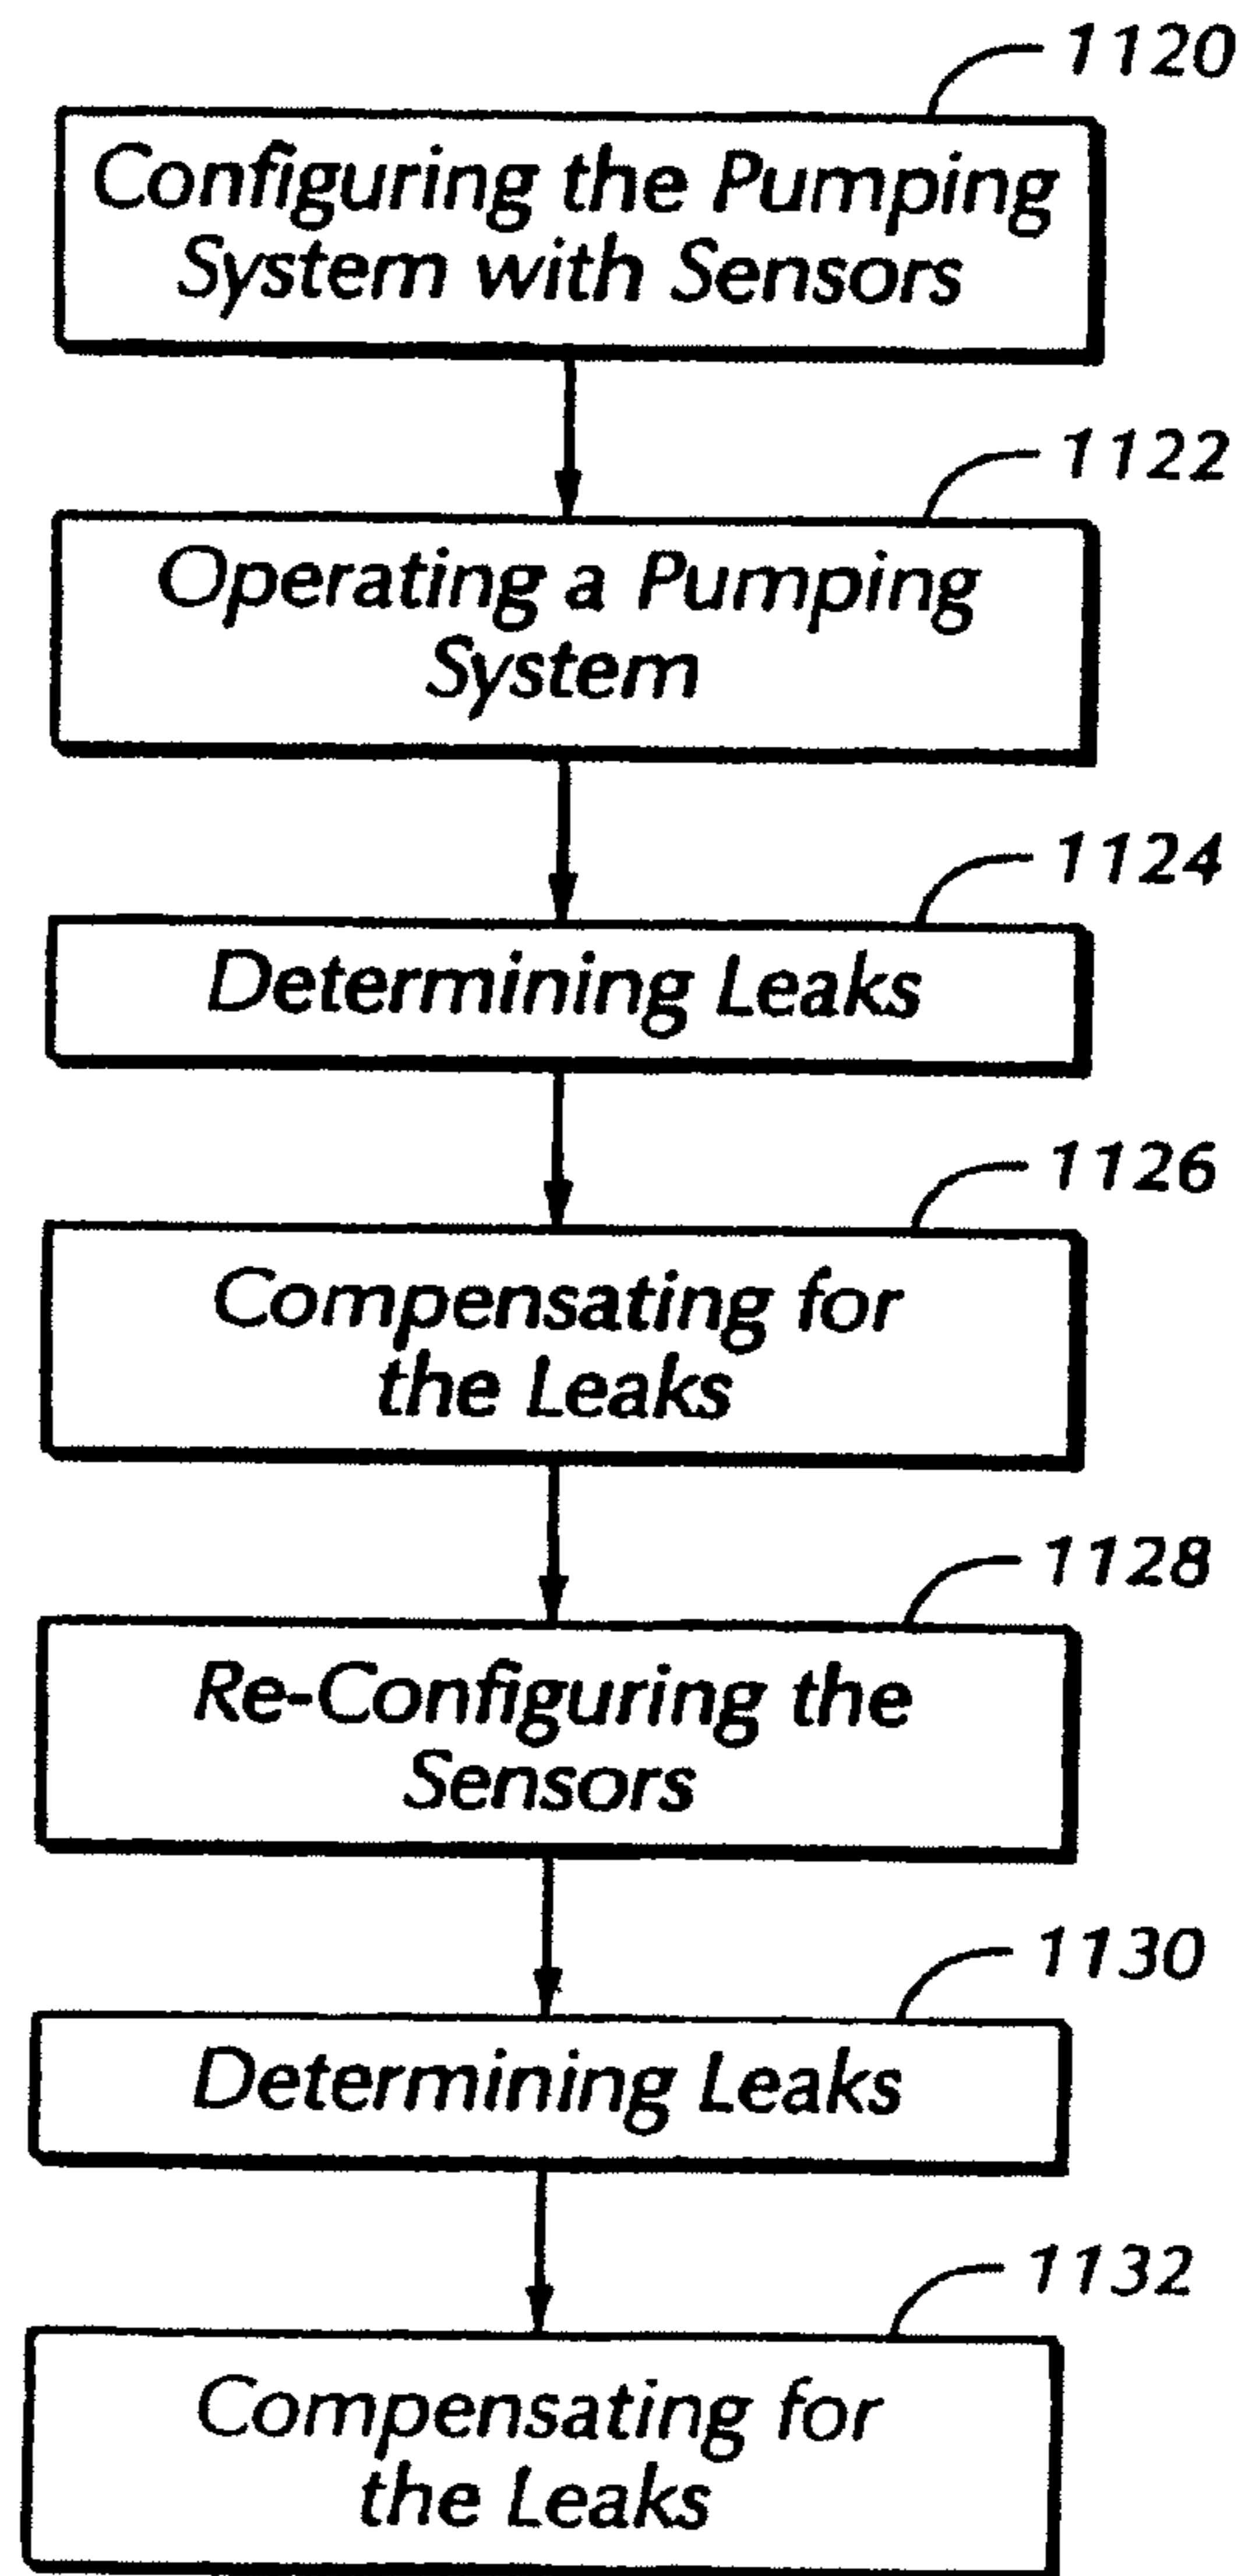 1120
Configuring the Pumping
System with Sensors
1122
Operating a Pumping
System
1124
Determining Leaks
1126
Compensating for
the Leaks
1128
Re-Configuring the
Sensors
1130
Determining Leaks
1132
Compensating for
the Leaks